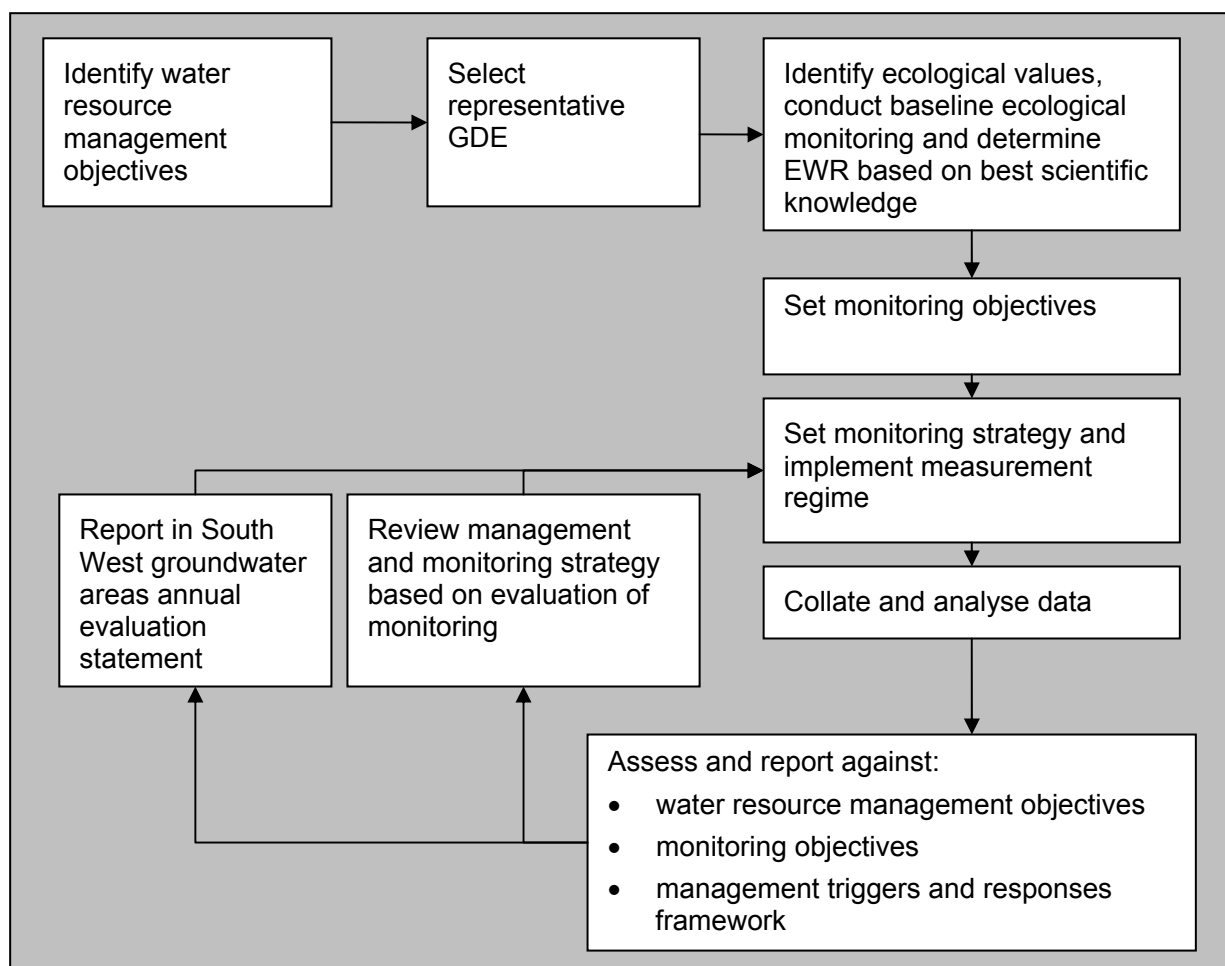 Identify water
resource
management
objectives
Select
representative
GDE
Identify ecological values,
conduct baseline ecological
monitoring and determine
EWR based on best scientific
knowledge
Set monitoring objectives
Set monitoring strategy and
implement measurement
regime
Report in South
West groundwater
areas annual
evaluation
statement
Review management
and monitoring strategy
based on evaluation of
monitoring
Collate and analyse data
Assess and report against:
• water resource management objectives
• monitoring objectives
• management triggers and responses
framework